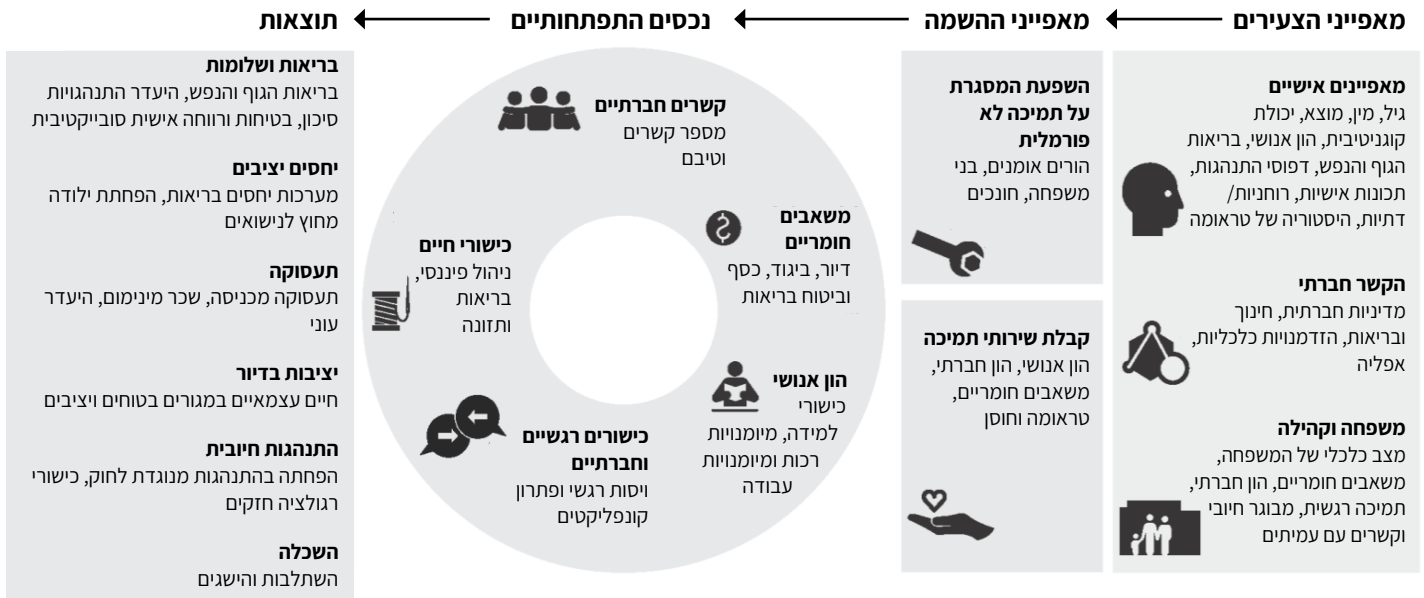 מאפייני הצעירים
מאפייני ההשמה
נכסים התפתחותיים
תוצאות
מאפיינים אישיים
גיל, מין, מוצא, יכולת
קוגניטיבית, הון אנושי, בריאות
הגוף והנפש, דפוסי התנהגות,
תכונות אישיות, רוחניות/
דתיות, היסטוריה של טראומה
הקשר חברתי
מדיניות חברתית, חינוך
ובריאות, הזדמנויות כלכליות,
אפליה
משפחה וקהילה
מצב כלכלי של המשפחה,
משאבים חומריים, הון חברתי,
תמיכה רגשית, מבוגר חיובי
וקשרים עם עמיתים
השפעת המסגרת
על תמיכה לא
פורמלית
הורים אומנים, בני
משפחה, חונכים
קבלת שירותי תמיכה
הון אנושי, הון חברתי,
משאבים חומריים,
טראומה וחוסן
קשרים חברתיים
מספר קשרים
וטיבם
משאבים
חומריים
דיור, ביגוד, כסף
וביטוח בריאות
הון אנושי
כישורי
למידה, מיומנויות
רכות ומיומנויות
עבודה
כישורים רגשיים
וחברתיים
ויסות רגשי ופתרון
קונפליקטים
כישורי חיים
ניהול פיננסי,
בריאות
ותזונה
בריאות ושלומות
בריאות הגוף והנפש, היעדר התנהגויות
סיכון, בטיחות ורווחה אישית סובייקטיבית
יחסים יציבים
מערכות יחסים בריאות, הפחתת ילודה
מחוץ לנישואים
תעסוקה
תעסוקה מכניסה, שכר מינימום, היעדר
עוני
יציבות בדיור
חיים עצמאיים במגורים בטוחים ויציבים
התנהגות חיובית
הפחתה בהתנהגות מנוגדת לחוק, כישורי
רגולציה חזקים
השכלה
השתלבות והישגים